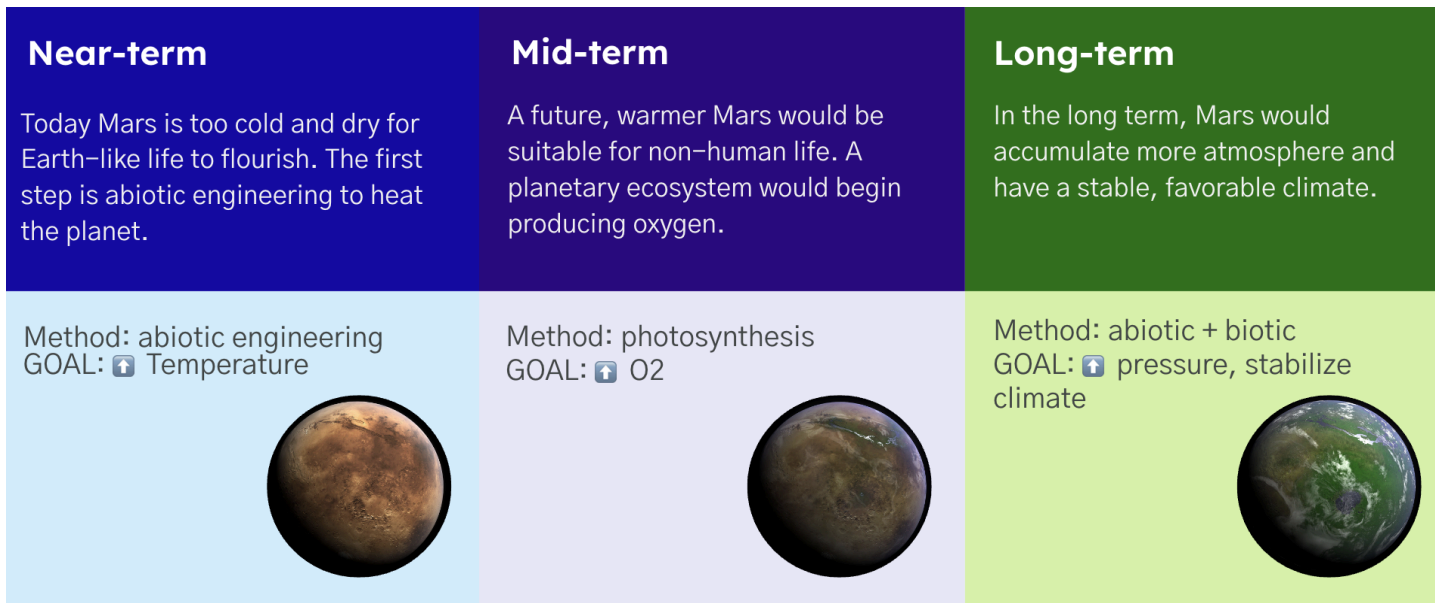 Near-term
Today Mars is too cold and dry for
Earth-like life to flourish. The first
step is abiotic engineering to heat
the planet.
Method: abiotic engineering
GOAL: ⬆️ Temperature
Mid-term
A future, warmer Mars would be
suitable for non-human life. A
planetary ecosystem would begin
producing oxygen.
Method: photosynthesis
GOAL: ⬆️ O2
Long-term
In the long term, Mars would
accumulate more atmosphere and
have a stable, favorable climate.
Method: abiotic + biotic
GOAL: ⬆️ pressure, stabilize
climate